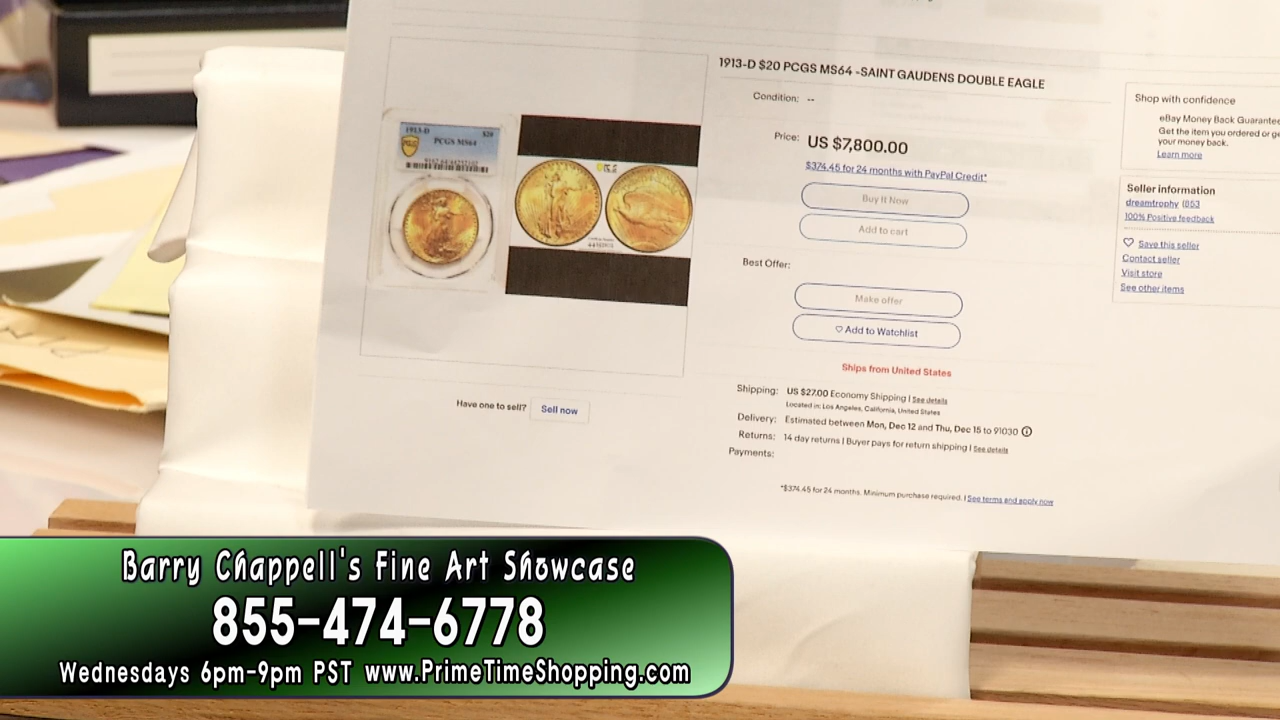 1913-D $20 PCGS MS64 -SAINT GAUDENS DOUBLE EAGLE
Condition: --
Price: US $7,800.00
$374.45 for 24 months with PayPal Credit*
Buy It Now
Add to cart
Best Offer:
Make offer
Add to Watchlist
Ships from United States
Shipping: US $27.00 Economy Shipping | See details
Located in: Los Angeles, California, United States
Delivery: Estimated between Mon, Dec 12 and Thu, Dec 15 to 91030
Returns: 14 day returns | Buyer pays for return shipping | See details
Payments:
*$374.45 for 24 months. Minimum purchase required. | See terms and apply now
1913-D $20
PCGS MS64
Have one to sell? Sell now
Shop with confidence
eBay Money Back Guarantee
Get the item you ordered or ge
your money back.
Learn more
Seller information
dreamtrophy (853
100% Positive feedback
Save this seller
Contact seller
Visit store
See other items
Barry Chappell's Fine Art Showcase
855-474-6778
Wednesdays 6pm-9pm PST www.PrimeTimeShopping.com